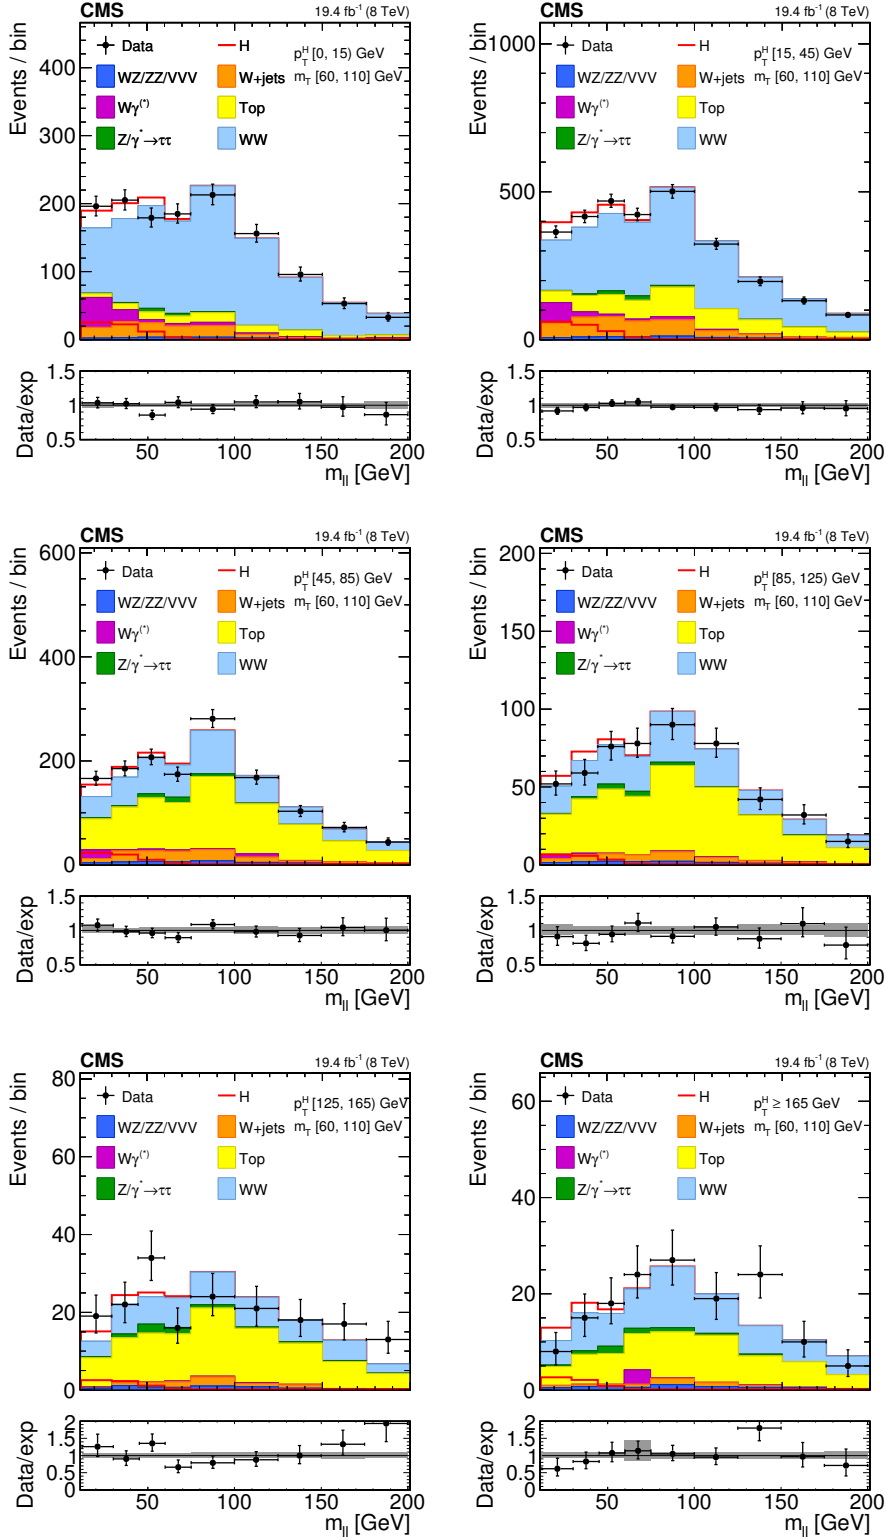 CMS 19.4 fb⁻¹ (8 TeV)
Events / bin
400
300
200
100
0
Data
H
p_T^H [0, 15) GeV
m_T [60, 110] GeV
WZ/ZZ/VVV
W+jets
Wγ(*)
Top
Z/γ*→ττ
WW
Data/exp
1.5
1
0.5
50 100 150 200
m_ll [GeV]
CMS 19.4 fb⁻¹ (8 TeV)
Events / bin
1000
500
0
Data
H
p_T^H [15, 45) GeV
m_T [60, 110] GeV
WZ/ZZ/VVV
W+jets
Wγ(*)
Top
Z/γ*→ττ
WW
Data/exp
1.5
1
0.5
50 100 150 200
m_ll [GeV]
CMS 19.4 fb⁻¹ (8 TeV)
Events / bin
600
400
200
0
Data
H
p_T^H [45, 85) GeV
m_T [60, 110] GeV
WZ/ZZ/VVV
W+jets
Wγ(*)
Top
Z/γ*→ττ
WW
Data/exp
1.5
1
0.5
50 100 150 200
m_ll [GeV]
CMS 19.4 fb⁻¹ (8 TeV)
Events / bin
200
150
100
50
0
Data
H
p_T^H [85, 125) GeV
m_T [60, 110] GeV
WZ/ZZ/VVV
W+jets
Wγ(*)
Top
Z/γ*→ττ
WW
Data/exp
1.5
1
0.5
50 100 150 200
m_ll [GeV]
CMS 19.4 fb⁻¹ (8 TeV)
Events / bin
80
60
40
20
0
Data
H
p_T^H [125, 165) GeV
m_T [60, 110] GeV
WZ/ZZ/VVV
W+jets
Wγ(*)
Top
Z/γ*→ττ
WW
Data/exp
2
1.5
1
0.5
0
50 100 150 200
m_ll [GeV]
CMS 19.4 fb⁻¹ (8 TeV)
Events / bin
60
40
20
0
Data
H
p_T^H ≥ 165 GeV
m_T [60, 110] GeV
WZ/ZZ/VVV
W+jets
Wγ(*)
Top
Z/γ*→ττ
WW
Data/exp
2
1.5
1
0.5
0
50 100 150 200
m_ll [GeV]